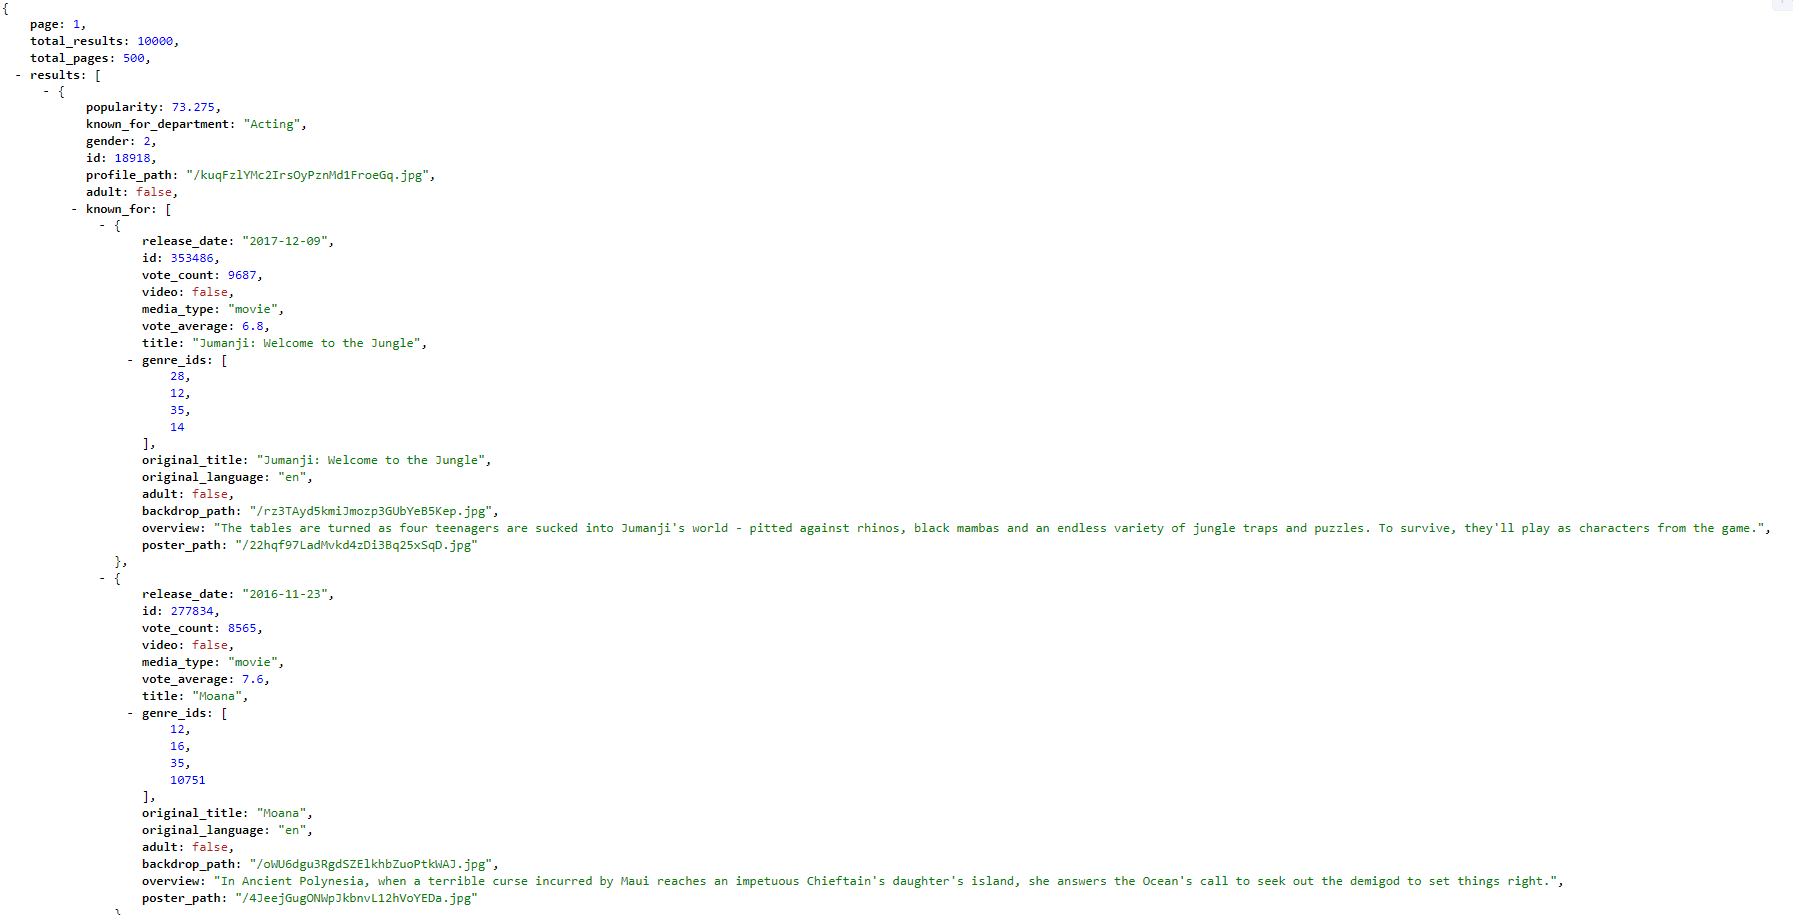 {
page: 1,
total_results: 10000,
total_pages: 500,
- results: [
- {
popularity: 73.275,
known_for_department: "Acting",
gender: 2,
id: 18918,
profile_path: "/kuqFzlYMc2IrsOyPznMd1FroeGq.jpg",
adult: false,
- known_for: [
- {
release_date: "2017-12-09",
id: 353486,
vote_count: 9687,
video: false,
media_type: "movie",
vote_average: 6.8,
title: "Jumanji: Welcome to the Jungle",
- genre_ids: [
28,
12,
35,
14
],
original_title: "Jumanji: Welcome to the Jungle",
original_language: "en",
adult: false,
backdrop_path: "/rz3TAyd5kmiJmozp3GUbYeB5Kep.jpg",
overview: "The tables are turned as four teenagers are sucked into Jumanji's world - pitted against rhinos, black mambas and an endless variety of jungle traps and puzzles. To survive, they'll play as characters from the game.",
poster_path: "/22hqf97LadMvkd4zDi3Bq25xSqD.jpg"
},
- {
release_date: "2016-11-23",
id: 277834,
vote_count: 8565,
video: false,
media_type: "movie",
vote_average: 7.6,
title: "Moana",
- genre_ids: [
12,
16,
35,
10751
],
original_title: "Moana",
original_language: "en",
adult: false,
backdrop_path: "/oWU6dgu3RgdSZElkhbZuoPtkWAJ.jpg",
overview: "In Ancient Polynesia, when a terrible curse incurred by Maui reaches an impetuous Chieftain's daughter's island, she answers the Ocean's call to seek out the demigod to set things right.",
poster_path: "/4JeejGugONWpJkbnvL12hVoYEDa.jpg"
}